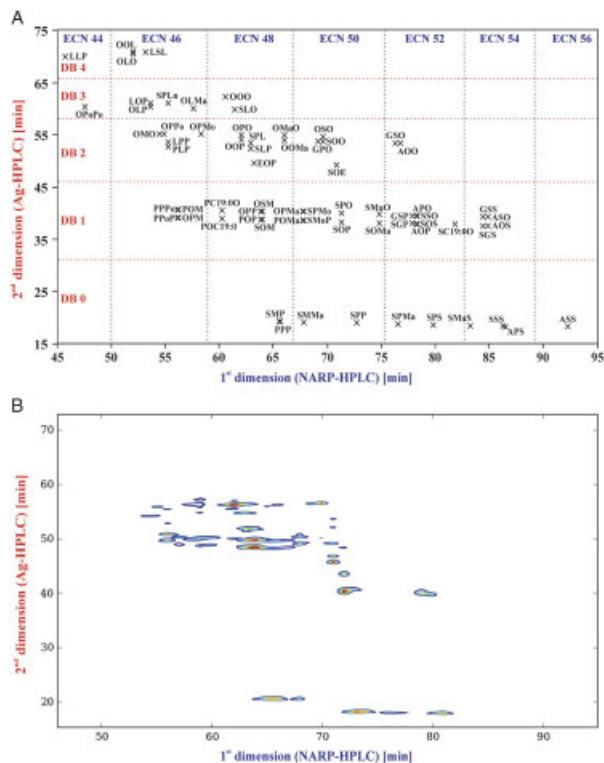 A
ECN 44 ECN 46 ECN 48 ECN 50 ECN 52 ECN 54 ECN 56
75
OOL
LLP LSL
OLO
DB 4
65
DB 3
SPLn OLMa OOO
LOPo
OLP SLO
OPoPo
55
OPPo OPMo OPO SPL OMaO OSO GSO
OMOPo LPP SOO
DB 2
PLP OOP SLP OOMa GPO AOO
EOP SOE
45
DB 1
PC19:0O OSM SPO SMaO APO GSS
PPPo POM OPP OPMa SPMo GSP SSO ASO
PPoP OPM POP POMa SMoP SGP SOS AOS
POC19:0 SOM SOP SOMa AOP SC19:0O SGS
35
25
DB 0
SMP SMMa SPP SPMa SPS SMaS SSS ASS
PPP APS
15
45 50 55 60 65 70 75 80 85 90 95
1st dimension (NARP-HPLC) [min]
2nd dimension (Ag-HPLC) [min]
B
70
60
50
40
30
20
50 60 70 80 90
1st dimension (NARP-HPLC) [min]
2nd dimension (Ag-HPLC) [min]